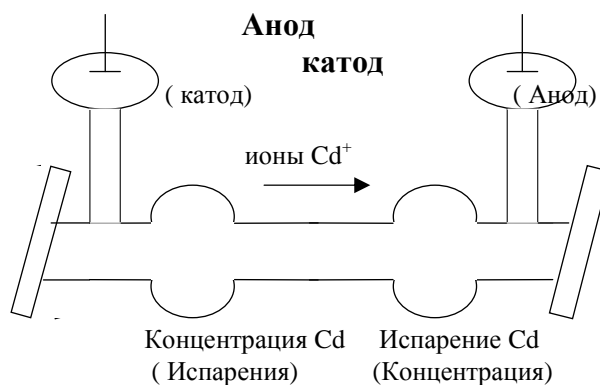 Анод
катод
( катод)
( Анод)
ионы Cd⁺
Концентрация Cd
( Испарения)
Испарение Cd
(Концентрация)